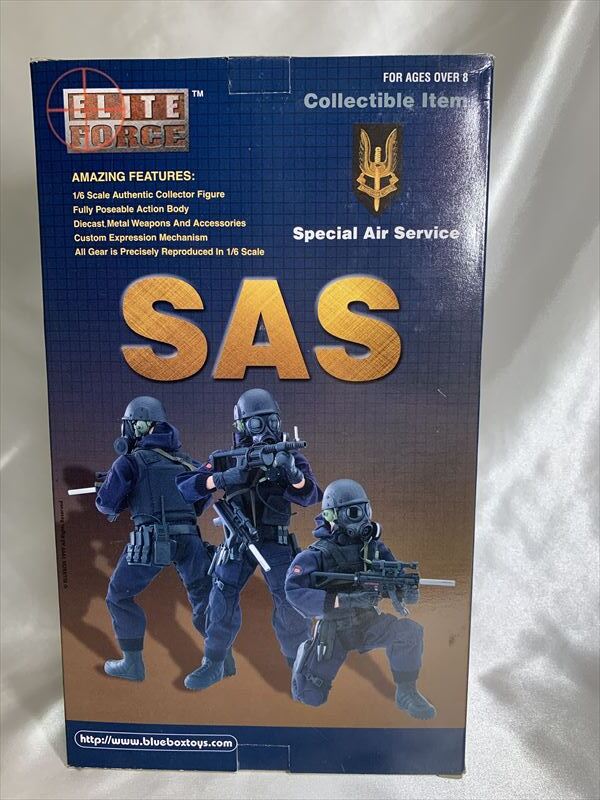 FOR AGES OVER 8
Collectible Item
ELITE
FORCE
TM
AMAZING FEATURES:
1/6 Scale Authentic Collector Figure
Fully Poseable Action Body
Diecast,Metal Weapons And Accessories
Custom Expression Mechanism
All Gear is Precisely Reproduced In 1/6 Scale
Special Air Service
SAS
http://www.blueboxtoys.com